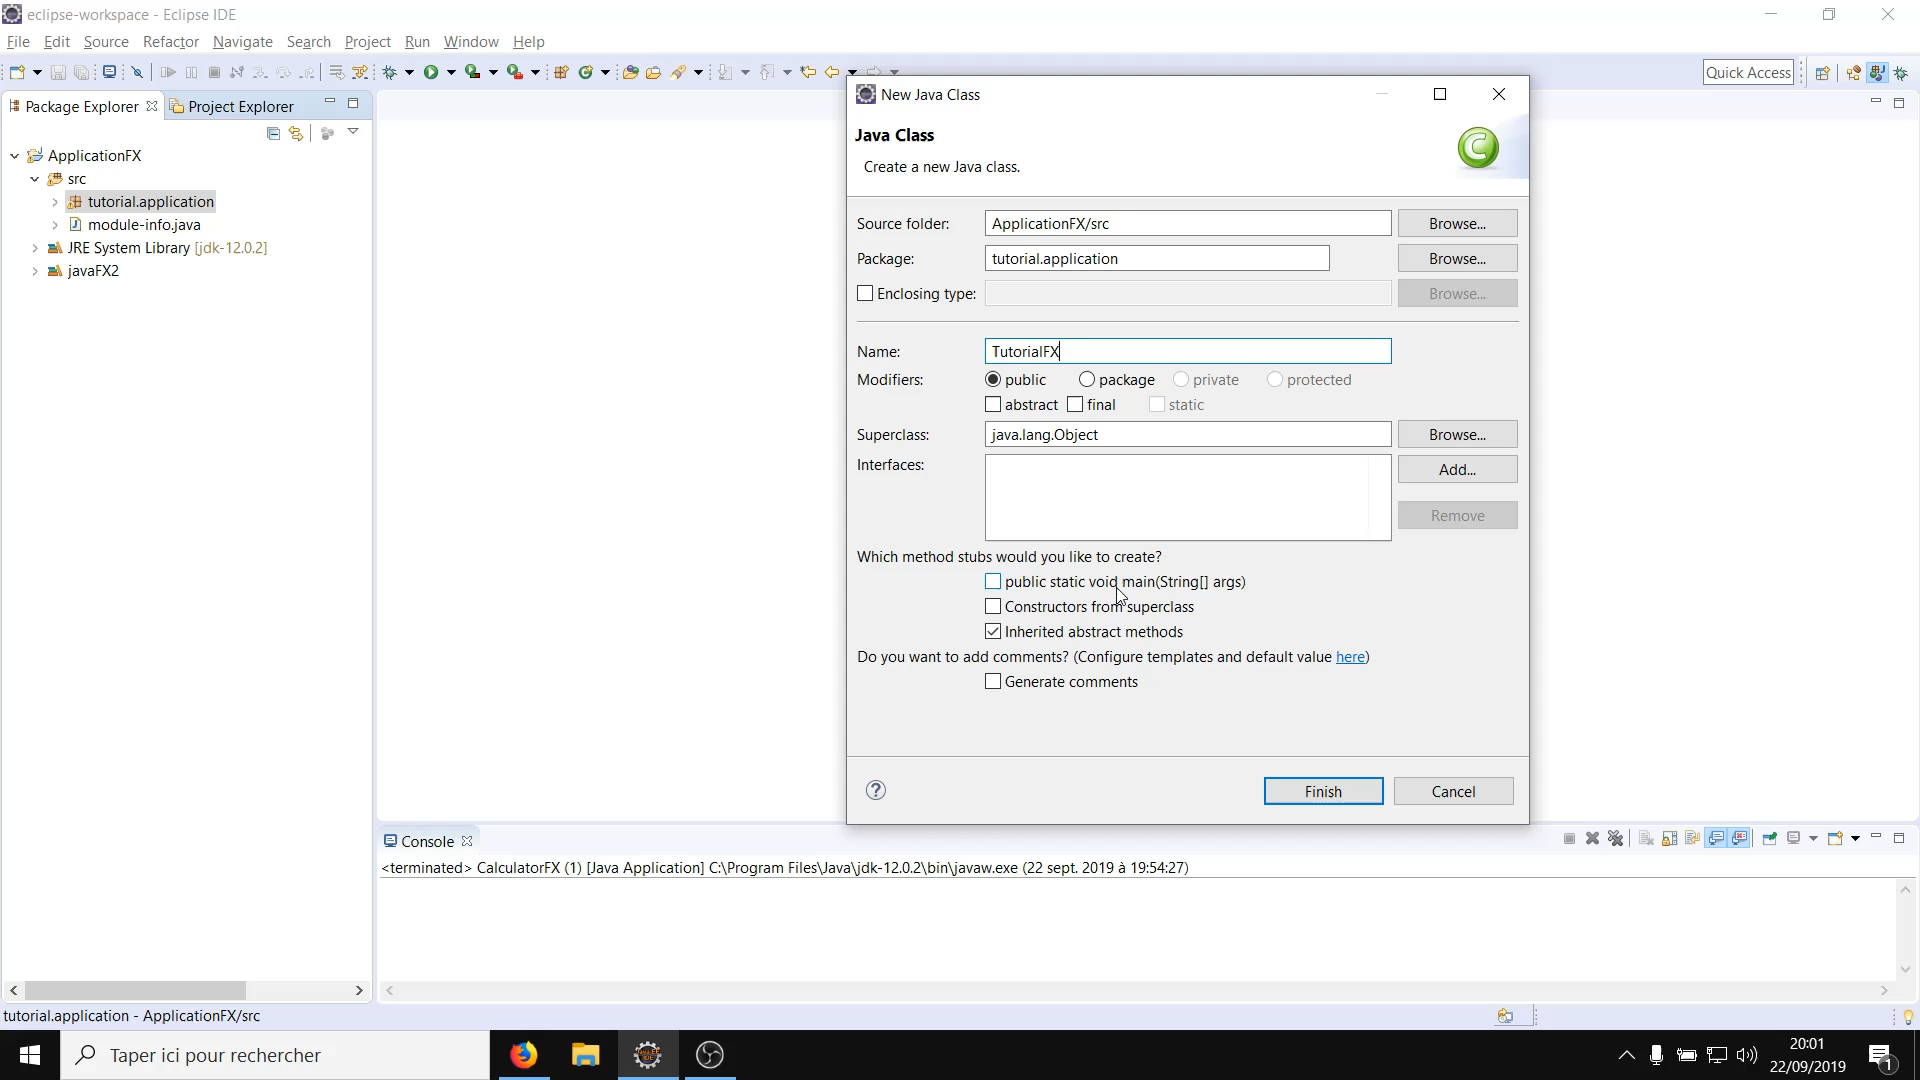 eclipse-workspace - Eclipse IDE
File Edit Source Refactor Navigate Search Project Run Window Help
Quick Access
Package Explorer Project Explorer
ApplicationFX
src
tutorial.application
module-info.java
JRE System Library [jdk-12.0.2]
javaFX2
New Java Class
Java Class
Create a new Java class.
Source folder: ApplicationFX/src Browse...
Package: tutorial.application Browse...
Enclosing type: Browse...
Name: TutorialFX
Modifiers: public package private protected
abstract final static
Superclass: java.lang.Object Browse...
Interfaces: Add...
Remove
Which method stubs would you like to create?
public static void main(String[] args)
Constructors from superclass
Inherited abstract methods
Do you want to add comments? (Configure templates and default value here)
Generate comments
Finish Cancel
Console
<terminated> CalculatorFX (1) [Java Application] C:\Program Files\Java\jdk-12.0.2\bin\javaw.exe (22 sept. 2019 à 19:54:27)
tutorial.application - ApplicationFX/src
Taper ici pour rechercher
20:01
22/09/2019
1